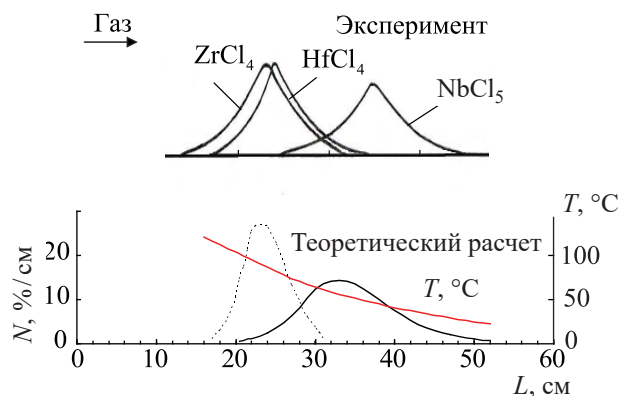 Газ
Эксперимент
ZrCl4
HfCl4
NbCl5
T, °C
20
10
0
N, %/см
Теоретический расчет
T, °C
100
50
0
0 10 20 30 40 50 60
L, см